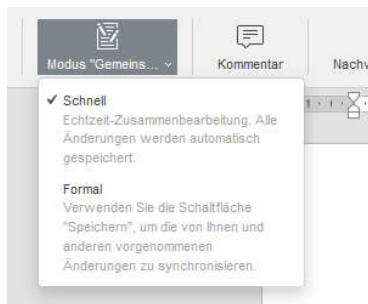 Modus "Gemeins...
Kommentar
Nachv
✓ Schnell
Echtzeit-Zusammenbearbeitung. Alle
Änderungen werden automatisch
gespeichert.
Formal
Verwenden Sie die Schaltfläche
"Speichern", um die von Ihnen und
anderen vorgenommenen
Änderungen zu synchronisieren.
1